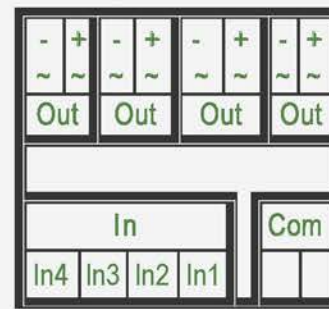 - + - + - + - +
~ ~ ~ ~ ~ ~ ~ ~
Out Out Out Out
In Com
In4 In3 In2 In1